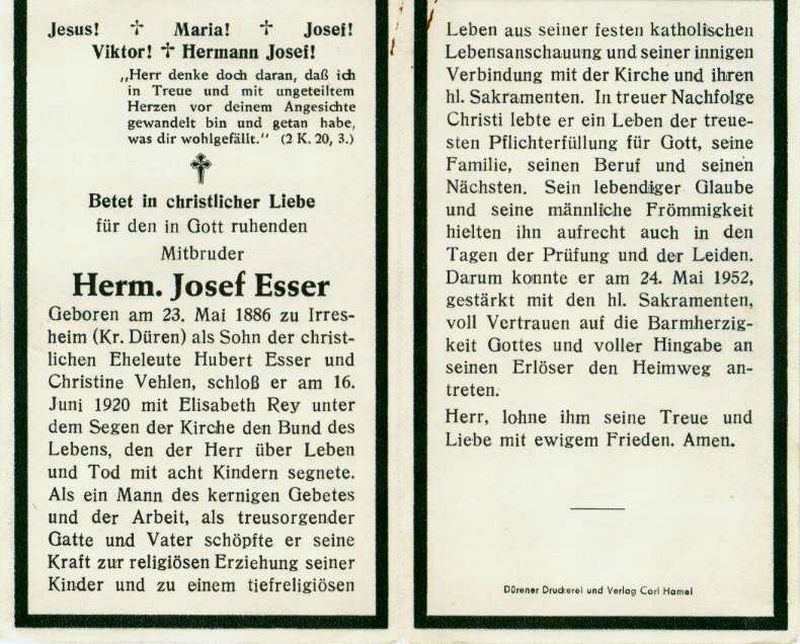 Jesus! ✝ Maria! ✝ Josef!
Viktor! ✝ Hermann Josef!
„Herr denke doch daran, daß ich
in Treue und mit ungeteiltem
Herzen vor deinem Angesichte
gewandelt bin und getan habe,
was dir wohlgefällt." (2 K. 20, 3.)
Betet in christlicher Liebe
für den in Gott ruhenden
Mitbruder
Herm. Josef Esser
Geboren am 23. Mai 1886 zu Irres-
heim (Kr. Düren) als Sohn der christ-
lichen Eheleute Hubert Esser und
Christine Vehlen, schloß er am 16.
Juni 1920 mit Elisabeth Rey unter
dem Segen der Kirche den Bund des
Lebens, den der Herr über Leben
und Tod mit acht Kindern segnete.
Als ein Mann des kernigen Gebetes
und der Arbeit, als treusorgender
Gatte und Vater schöpfte er seine
Kraft zur religiösen Erziehung seiner
Kinder und zu einem tiefreligiösen
Leben aus seiner festen katholischen
Lebensanschauung und seiner innigen
Verbindung mit der Kirche und ihren
hl. Sakramenten. In treuer Nachfolge
Christi lebte er ein Leben der treue-
sten Pflichterfüllung für Gott, seine
Familie, seinen Beruf und seinen
Nächsten. Sein lebendiger Glaube
und seine männliche Frömmigkeit
hielten ihn aufrecht auch in den
Tagen der Prüfung und der Leiden.
Darum konnte er am 24. Mai 1952,
gestärkt mit den hl. Sakramenten,
voll Vertrauen auf die Barmherzig-
keit Gottes und voller Hingabe an
seinen Erlöser den Heimweg an-
treten.
Herr, lohne ihm seine Treue und
Liebe mit ewigem Frieden. Amen.
Dürener Druckerei und Verlag Carl Hamel